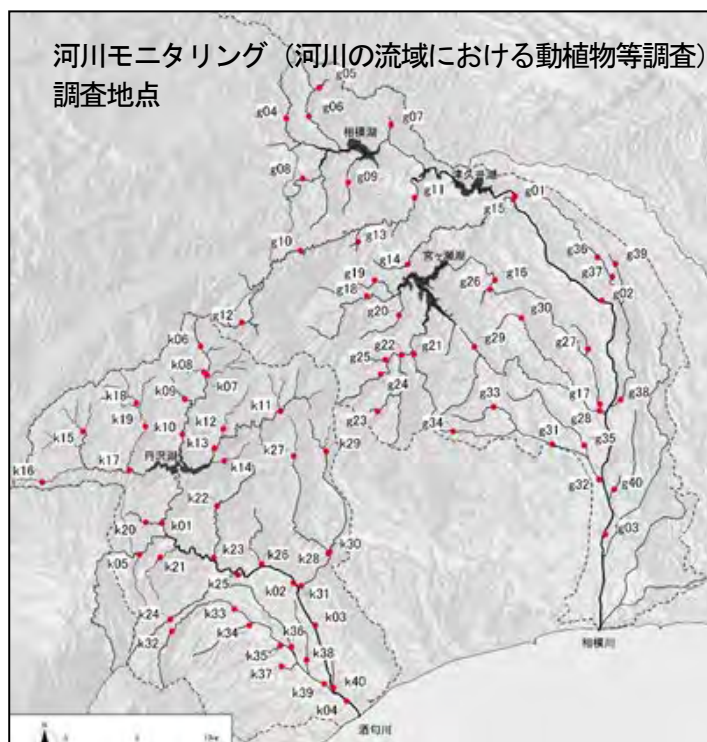 河川モニタリング（河川の流域における動植物等調査）
調査地点
g05
g04
g06
g07
相模湖
g08
g09
津久井湖
g11
g01
g15
g10
g13
g36
g39
g14
宮ヶ瀬湖
g37
g19
g26
g16
g18
g02
g12
g20
g30
k06
g29
g27
g22
g21
k08
g25
k07
g24
k18
k09
k11
g33
g17
g38
g23
g28
k19
k10
k12
g34
k15
k13
g31
g35
丹沢湖
k27
k29
k17
k14
k16
g32
g40
k22
k20
k01
g03
k05
k23
k26
k28
k30
k21
k25
k02
k31
k24
k33
k03
k32
k34
k36
相模川
k35
k38
k37
k39
k40
k04
酒匂川
N